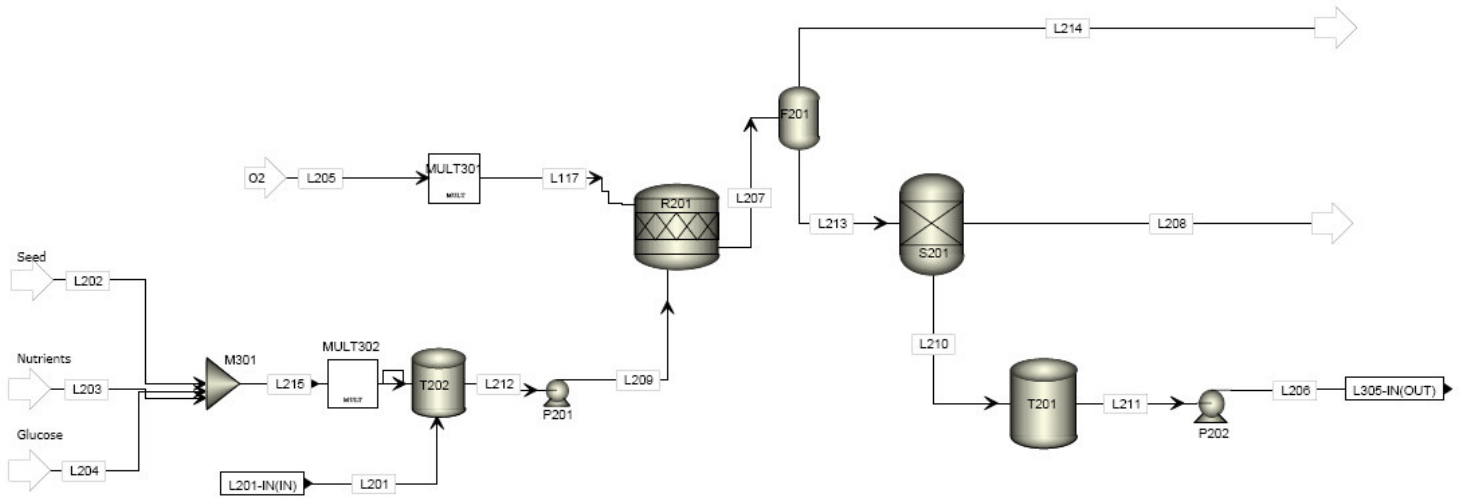 L214
F201
O2
L205
MULT301
MULT
L117
R201
L207
L213
S201
L208
Seed
L202
Nutrients
L203
Glucose
L204
M301
L215
MULT302
MULT
T202
L212
P201
L209
L201-IN(IN)
L201
L210
T201
L211
P202
L206
L305-IN(OUT)